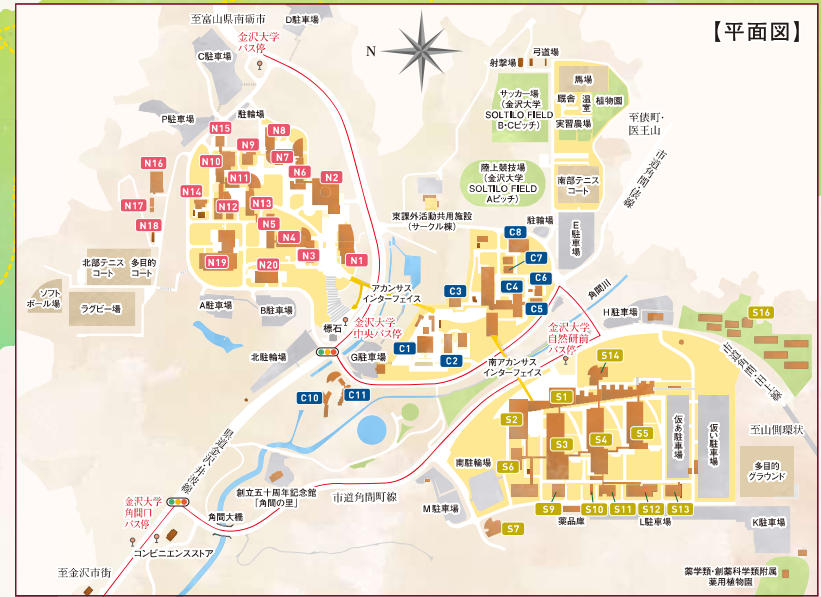 【平面図】
至富山県南砺市
D駐車場
金沢大学
バス停
C駐車場
N
弓道場
射撃場
馬場
サッカー場
(金沢大学
SOLTILO FIELD
B・Cピッチ)
厩舎
温室
植物園
実習農場
至俵町・
医王山
市道角間・俵線
P駐車場
駐輪場
N15
N8
N9
N7
N16
N10
N6
N2
N11
N14
N17
N12
N13
N18
N5
N4
N19
N3
N1
N20
陸上競技場
(金沢大学
SOLTILO FIELD
Aピッチ)
南部テニス
コート
東課外活動共用施設
(サークル棟)
駐輪場
E駐車場
C8
C7
C6
C3
C4
C5
北部テニス
コート
多目的
コート
ソフト
ボール場
ラグビー場
A駐車場
B駐車場
アカンサス
インターフェイス
標石
金沢大学
中央バス停
北駐輪場
G駐車場
C1
C2
C10
C11
角間川
金沢大学
自然研前
バス停
H駐車場
S16
市道角間・田上線
南アカンサス
インターフェイス
S14
S1
S2
S3
S4
S5
仮あ駐車場
仮い駐車場
至山側環状
多目的
グラウンド
南駐輪場
S6
M駐車場
S7
S9
S10
S11
S12
S13
薬品庫
L駐車場
K駐車場
薬学類・創薬科学類附属
薬用植物園
県道金沢・井波線
創立五十周年記念館
「角間の里」
市道角間町線
金沢大学
角間口
バス停
角間大橋
コンビニエンスストア
至金沢市街